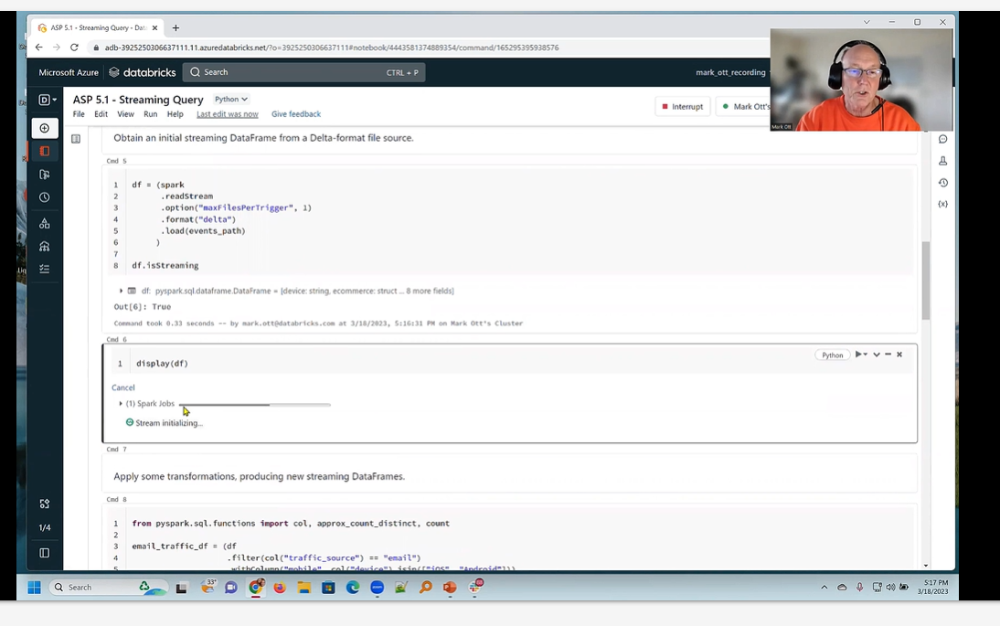 ASP 5.1 - Streaming Query - Dat
adb-3925250306637111.11.azuredatabricks.net/?o=3925250306637111#notebook/4443581374889354/command/165295395938576
Microsoft Azure databricks Search CTRL + P mark_ott_recording
Mark Ott
ASP 5.1 - Streaming Query Python
File Edit View Run Help Last edit was now Give feedback
Interrupt Mark Ott's
Obtain an initial streaming DataFrame from a Delta-format file source.
Cmd 5
1 df = (spark
2 .readStream
3 .option("maxFilesPerTrigger", 1)
4 .format("delta")
5 .load(events_path)
6 )
7
8 df.isStreaming
df: pyspark.sql.dataframe.DataFrame = [device: string, ecommerce: struct ... 8 more fields]
Out[6]: True
Command took 0.33 seconds -- by mark.ott@databricks.com at 3/18/2023, 5:16:31 PM on Mark Ott's Cluster
Cmd 6
Python
1 display(df)
Cancel
(1) Spark Jobs
Stream initializing...
Cmd 7
Apply some transformations, producing new streaming DataFrames.
Cmd 8
1 from pyspark.sql.functions import col, approx_count_distinct, count
2
3 email_traffic_df = (df
4 .filter(col("traffic_source") == "email")
5 .withColumn("mobile", col("device").isin(["iOS", "Android"]))
1/4
Search
33°
5:17 PM
3/18/2023